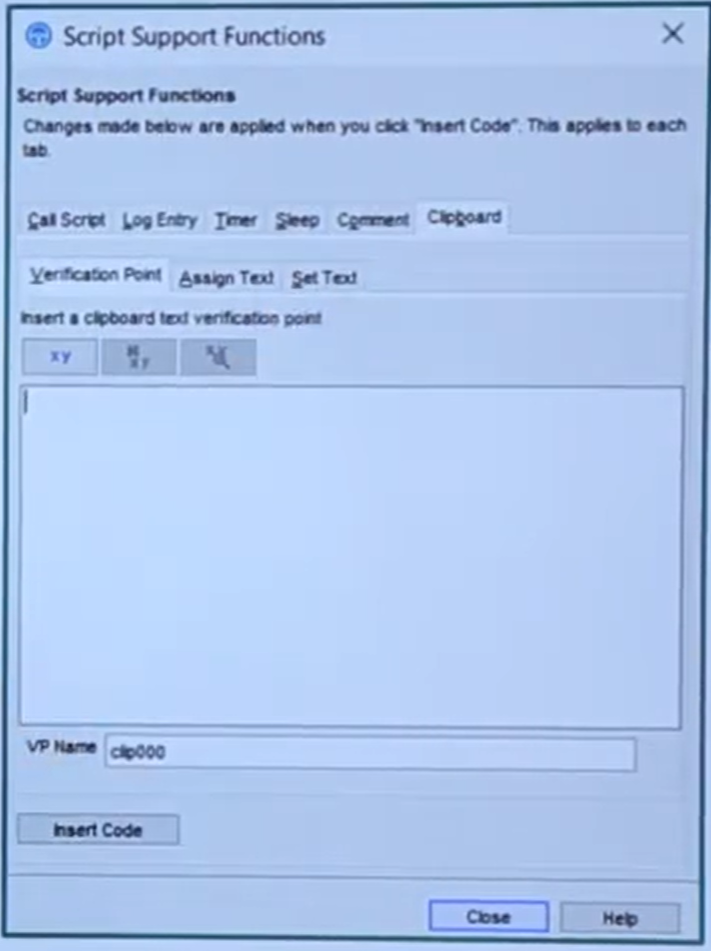 Script Support Functions
Script Support Functions
Changes made below are applied when you click "Insert Code". This applies to each
tab.
Call Script Log Entry Timer Sleep Comment Clipboard
Verification Point Assign Text Set Text
Insert a clipboard text verification point
xy
VP Name clip000
Insert Code
Close Help